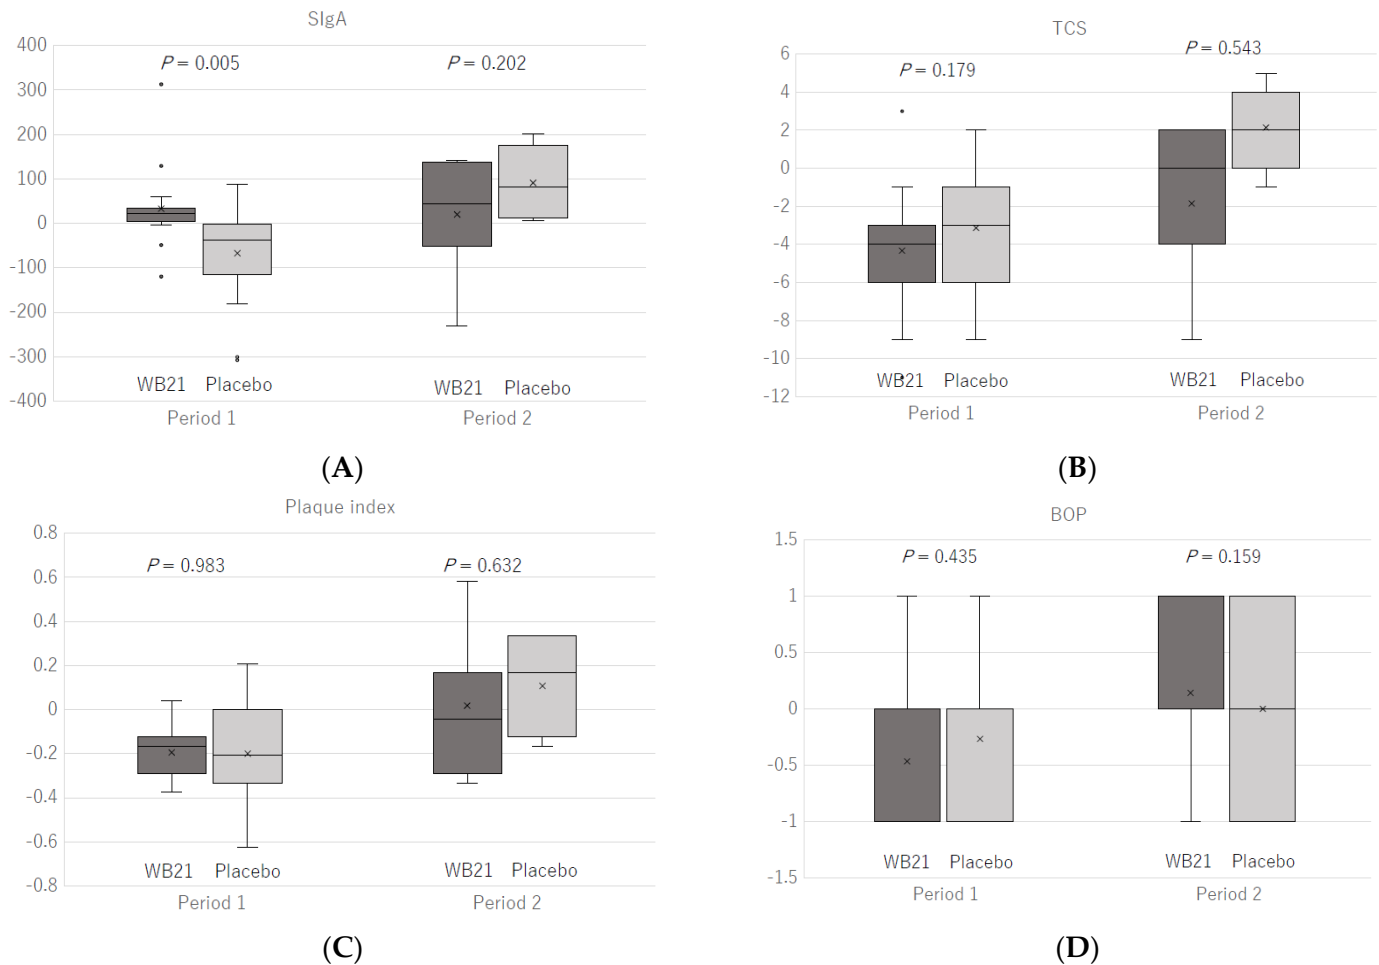 SIgA
400
P = 0.005
P = 0.202
300
200
100
0
-100
-200
-300
-400
WB21
Placebo
WB21
Placebo
Period 1
Period 2
(A)
TCS
6
P = 0.179
P = 0.543
4
2
0
-2
-4
-6
-8
-10
-12
WB21
Placebo
WB21
Placebo
Period 1
Period 2
(B)
Plaque index
0.8
P = 0.983
P = 0.632
0.6
0.4
0.2
0
-0.2
-0.4
-0.6
-0.8
WB21
Placebo
WB21
Placebo
Period 1
Period 2
(C)
BOP
1.5
P = 0.435
P = 0.159
1
0.5
0
-0.5
-1
-1.5
WB21
Placebo
WB21
Placebo
Period 1
Period 2
(D)